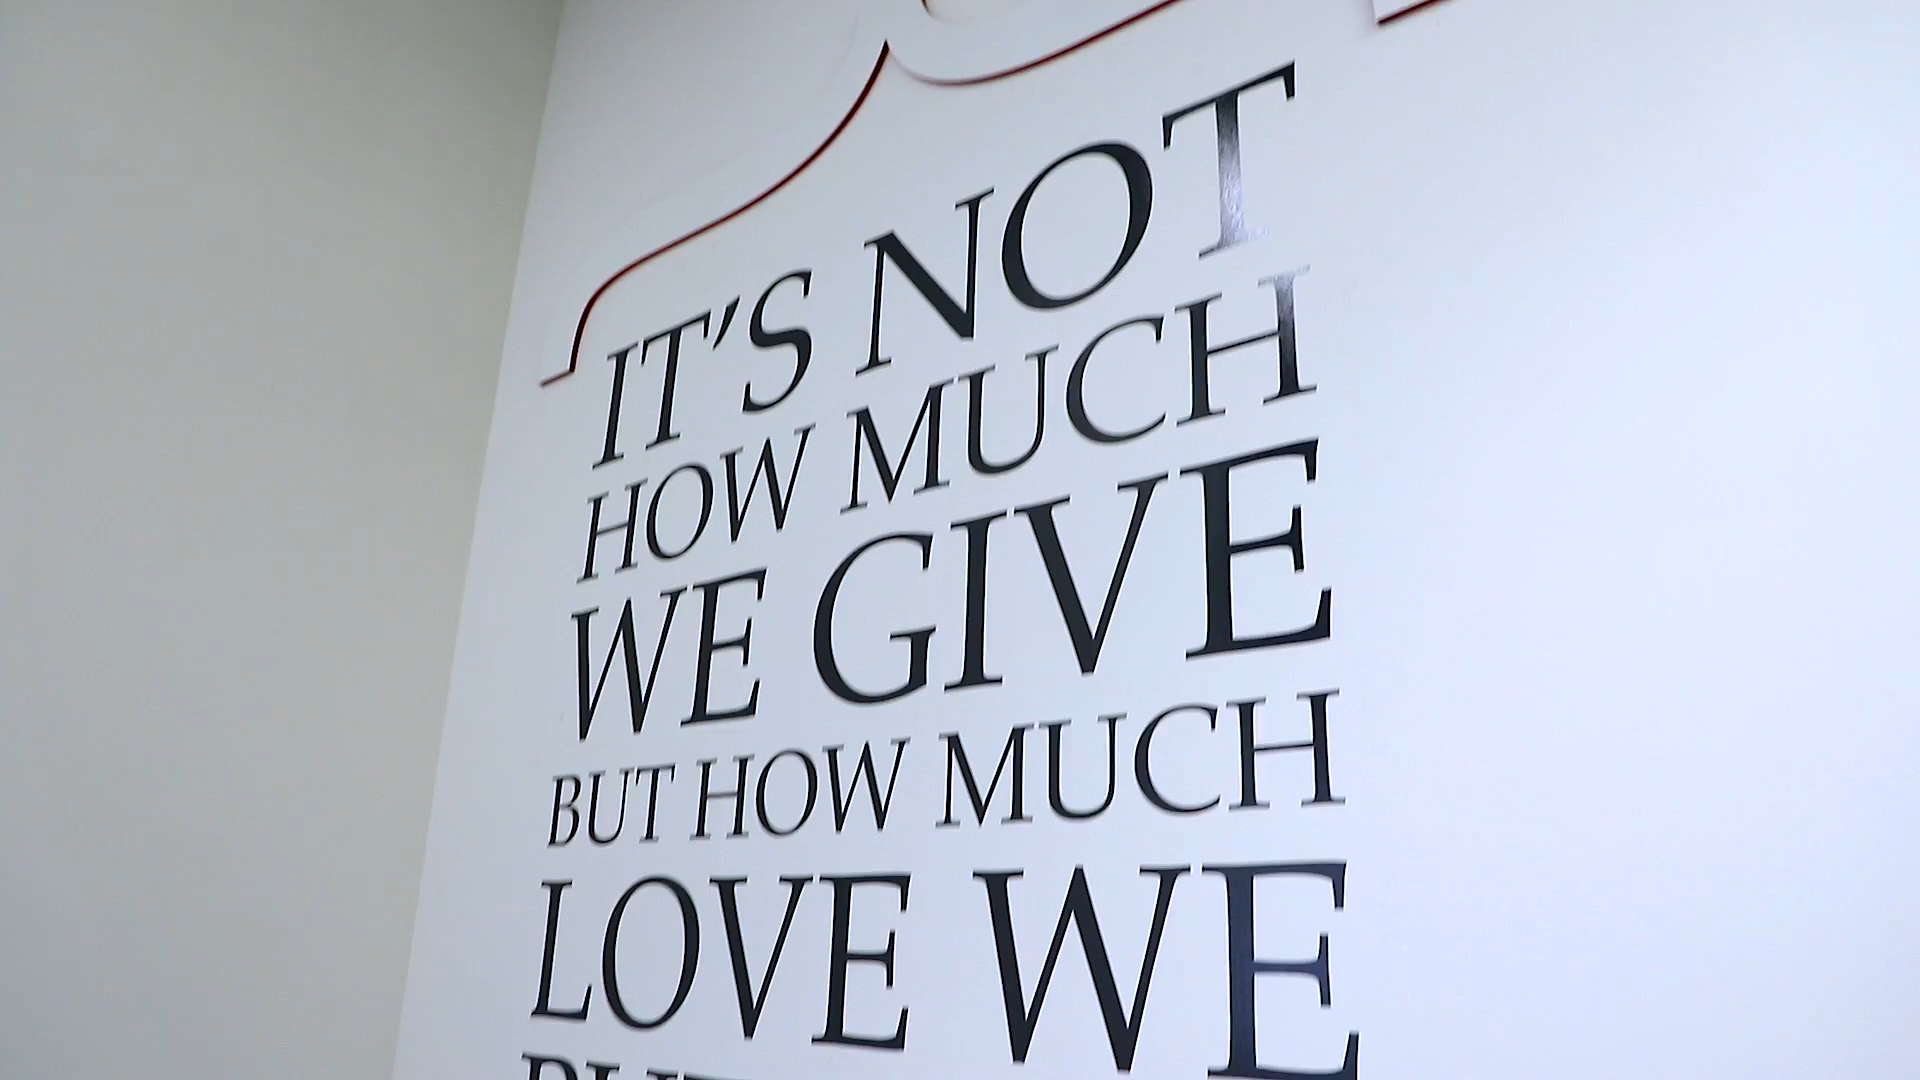 IT'S NOT
HOW MUCH
WE GIVE
BUT HOW MUCH
LOVE WE